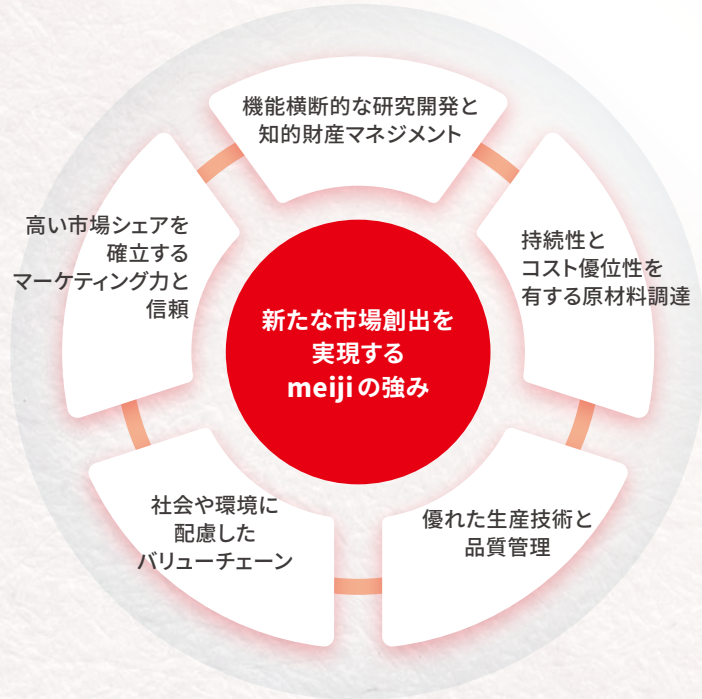 機能横断的な研究開発と
知的財産マネジメント
高い市場シェアを
確立する
マーケティング力と
信頼
持続性と
コスト優位性を
有する原材料調達
新たな市場創出を
実現する
meijiの強み
社会や環境に
配慮した
バリューチェーン
優れた生産技術と
品質管理